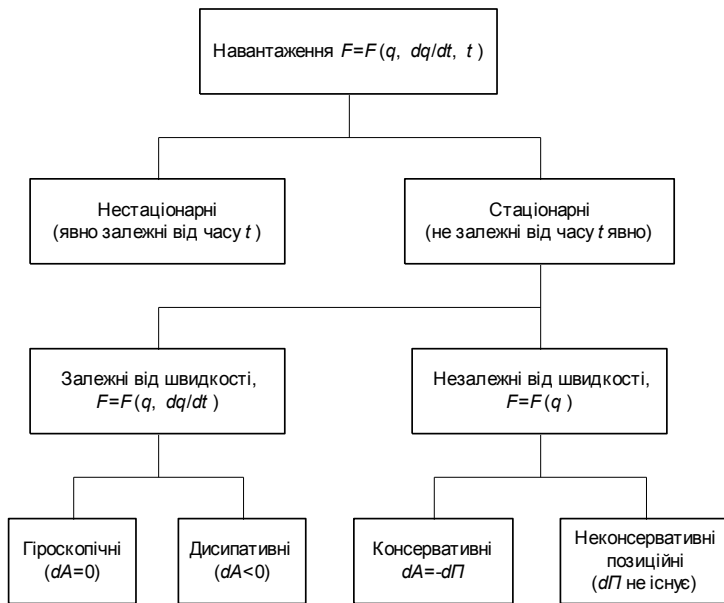 Навантаження F=F(q, dq/dt, t )
Нестаціонарні
(явно залежні від часу t )
Стаціонарні
(не залежні від часу t явно)
Залежні від швидкості,
F=F(q, dq/dt)
Незалежні від швидкості,
F=F(q )
Гіроскопічні
(dA=0)
Дисипативні
(dA<0)
Консервативні
dA=-dП
Неконсервативні
позиційні
(dП не існує)